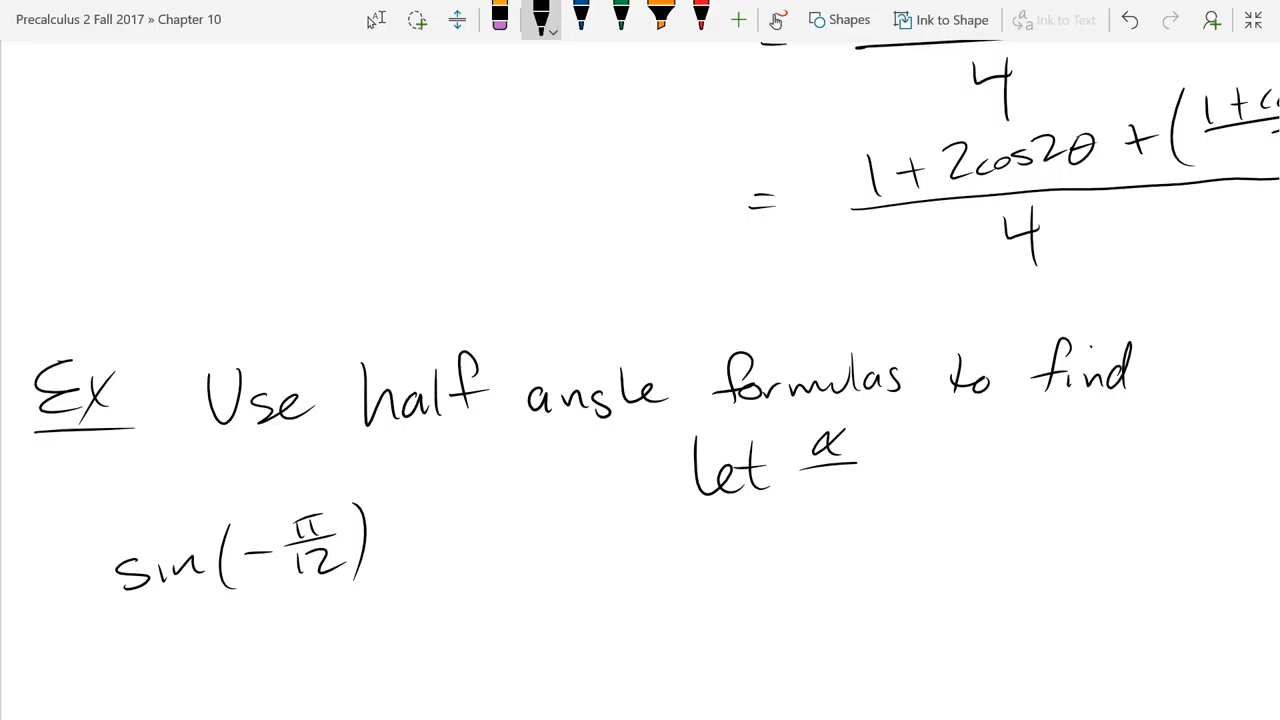 Precalculus 2 Fall 2017 » Chapter 10
Shapes Ink to Shape Ink to Text
=
4
= 1 + 2cos2θ + (1 + co
4
Ex Use half angle formulas to find
let α
sin(-π/12)